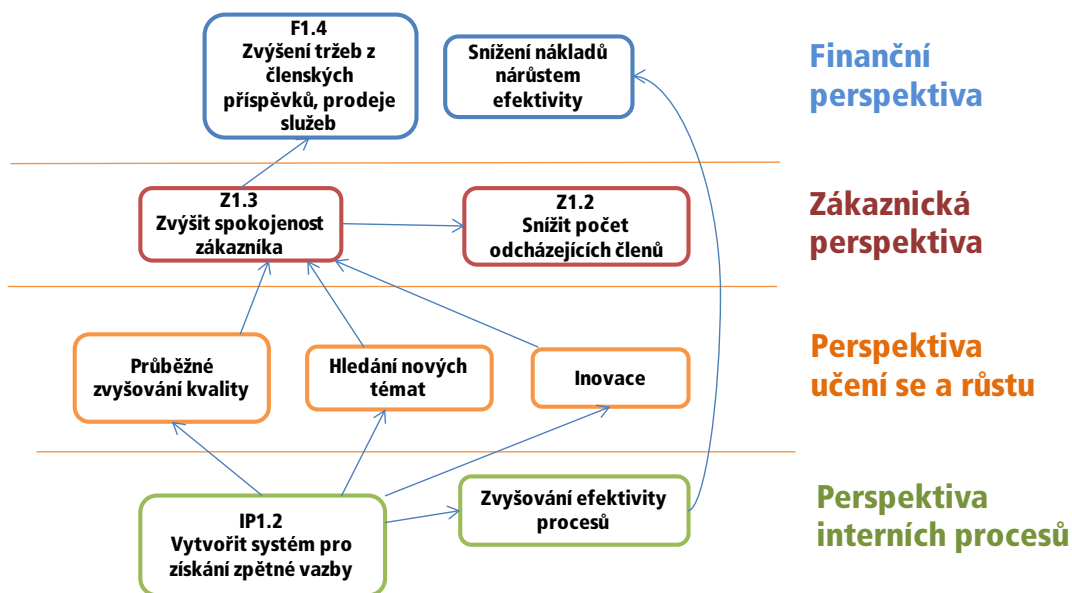 F1.4
Zvýšení tržeb z
členských
příspěvků, prodeje
služeb
Snížení nákladů
nárůstem
efektivity
Finanční
perspektiva
Z1.3
Zvýšit spokojenost
zákazníka
Z1.2
Snížit počet
odcházejících členů
Zákaznická
perspektiva
Průběžné
zvyšování kvality
Hledání nových
témat
Inovace
Perspektiva
učení se a růstu
IP1.2
Vytvořit systém pro
získání zpětné vazby
Zvyšování efektivity
procesů
Perspektiva
interních procesů